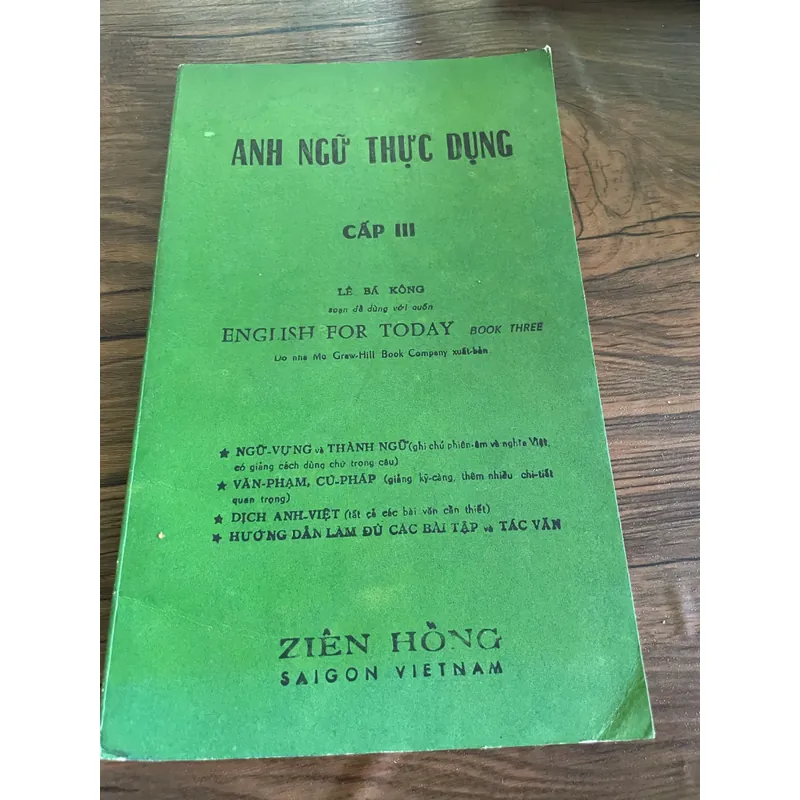 ANH NGỮ THỰC DỤNG
CẤP III
LÊ BÁ KÔNG
soạn để dùng với cuốn
ENGLISH FOR TODAY BOOK THREE
Do nhà Mc Graw-Hill Book Company xuất-bản
★ NGỮ-VỰNG và THÀNH NGỮ (ghi chú phiên-âm và nghĩa Việt,
có giảng cách dùng chữ trong câu)
★ VĂN-PHẠM, CÚ-PHÁP (giảng kỹ-càng, thêm nhiều chi-tiết
quan trọng)
★ DỊCH ANH-VIỆT (tất cả các bài văn cần thiết)
★ HƯỚNG DẪN LÀM ĐỦ CÁC BÀI TẬP và TÁC VĂN
ZIÊN HỒNG
SAIGON VIETNAM